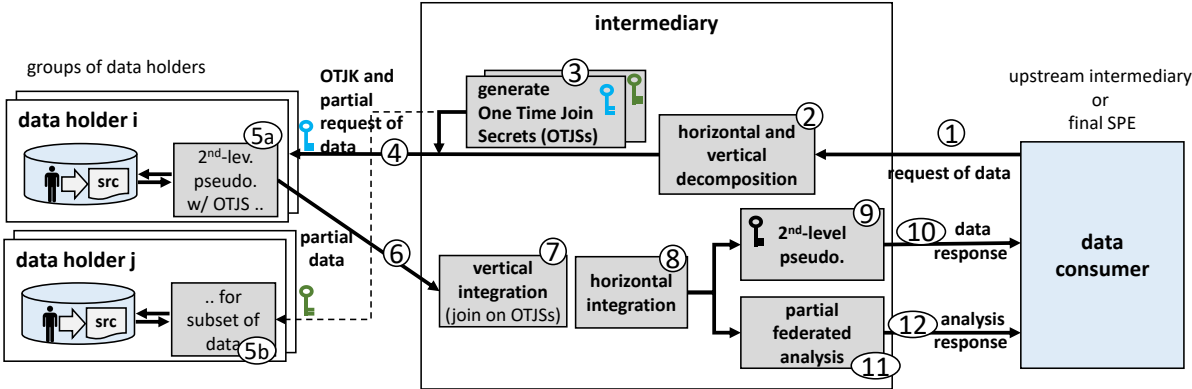 intermediary
groups of data holders
OTJK and
partial
request of
data
3
generate
One Time Join
Secrets (OTJSs)
2
horizontal and
vertical
decomposition
1
request of data
upstream intermediary
or
final SPE
data holder i
src
5a
2nd-lev.
pseudo.
w/ OTJS ..
4
data holder j
src
.. for
subset of
data
5b
partial
data
6
7
vertical
integration
(join on OTJSs)
8
horizontal
integration
9
2nd-level
pseudo.
10
data
response
partial
federated
analysis
11
12
analysis
response
data
consumer